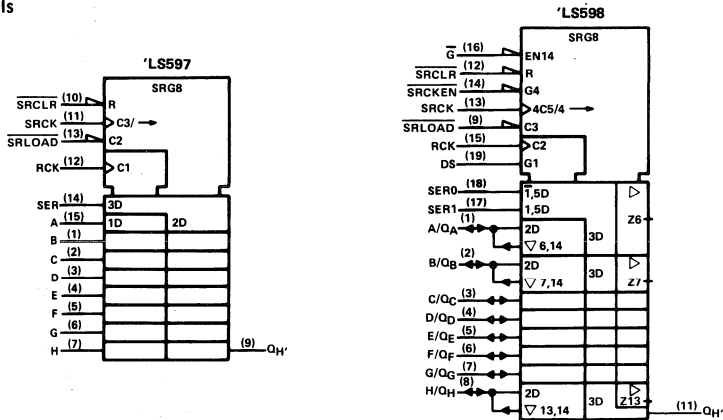 ls
'LS597
SRG8
SRCLR (10) R
SRCK (11) C3/
SRLOAD (13) C2
RCK (12) C1
SER (14) 3D
A (15) 1D 2D
B (1)
C (2)
D (3)
E (4)
F (5)
G (6)
H (7) (9) QH'
'LS598
SRG8
G (16) EN14
SRCLR (12) R
SRCKEN (14) G4
SRCK (13) 4C5/4
SRLOAD (9) C3
RCK (15) C2
DS (19) G1
SER0 (18) 1,5D
SER1 (17) 1,5D
A/QA (1) 2D 3D Z6
6,14
B/QB (2) 2D 3D
7,14 Z7
C/QC (3)
D/QD (4)
E/QE (5)
F/QF (6)
G/QG (7)
H/QH (8) 2D 3D Z13
13,14 (11) QH'